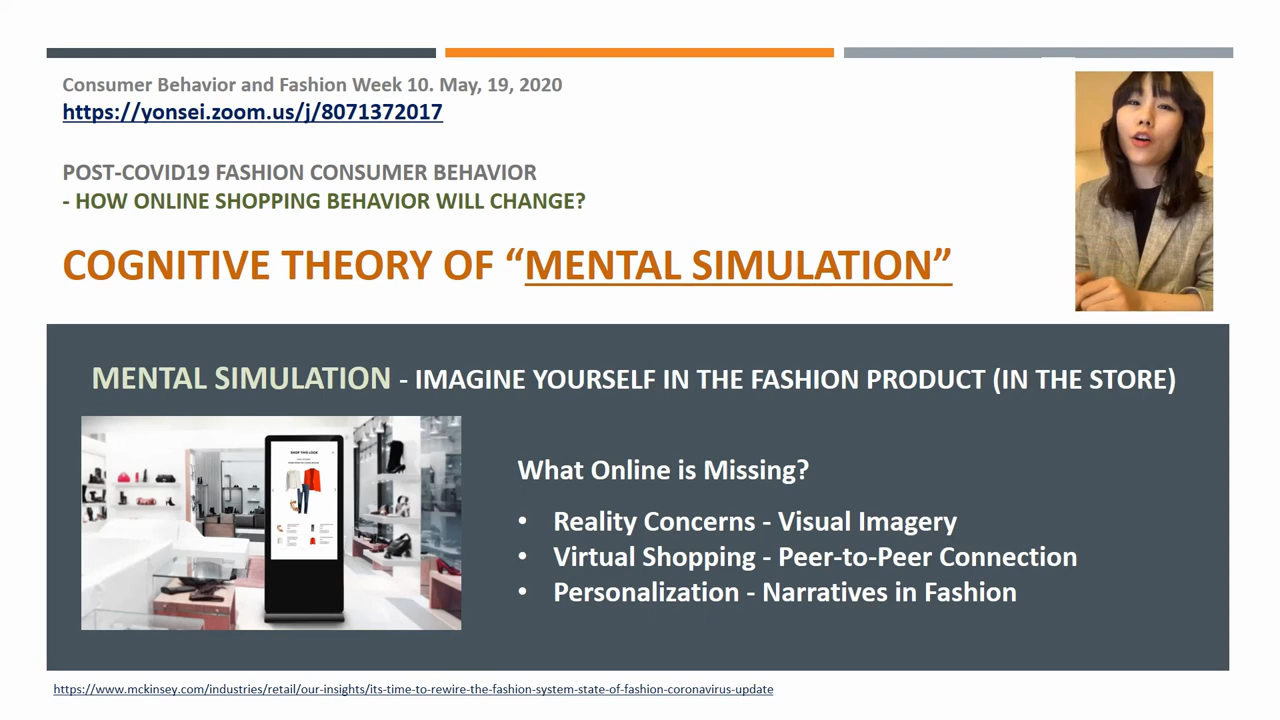 Consumer Behavior and Fashion Week 10. May, 19, 2020
https://yonsei.zoom.us/j/8071372017
POST-COVID19 FASHION CONSUMER BEHAVIOR
- HOW ONLINE SHOPPING BEHAVIOR WILL CHANGE?
COGNITIVE THEORY OF “MENTAL SIMULATION”
MENTAL SIMULATION - IMAGINE YOURSELF IN THE FASHION PRODUCT (IN THE STORE)
SHOP THIS LOOK
What Online is Missing?
• Reality Concerns - Visual Imagery
• Virtual Shopping - Peer-to-Peer Connection
• Personalization - Narratives in Fashion
https://www.mckinsey.com/industries/retail/our-insights/its-time-to-rewire-the-fashion-system-state-of-fashion-coronavirus-update